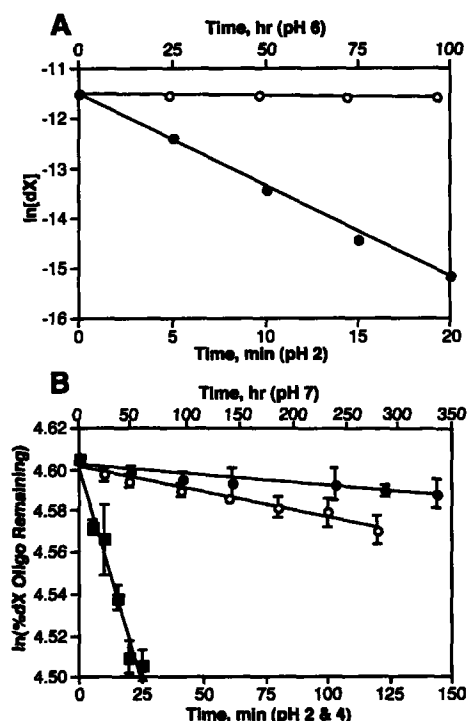 A
Time, hr (pH 6)
0 25 50 75 100
-11
-12
-13
-14
-15
-16
ln[dX]
0 5 10 15 20
Time, min (pH 2)
B
Time, hr (pH 7)
0 50 100 150 200 250 300 350
4.62
4.60
4.58
4.56
4.54
4.52
4.50
ln(%dX Oligo Remaining)
0 25 50 75 100 125 150
Time, min (pH 2 & 4)